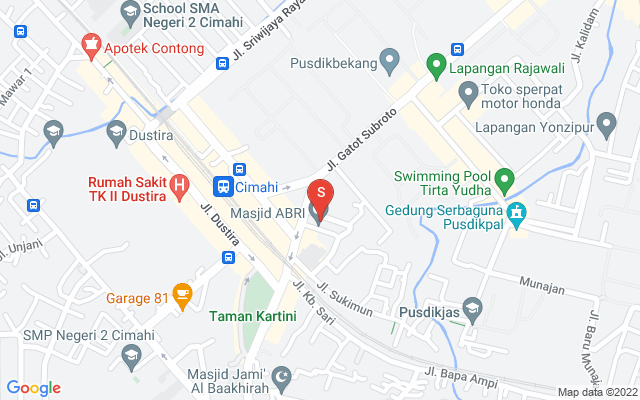 School SMA
Negeri 2 Cimahi
Jl. Sriwijaya Raya
Apotek Contong
Mawar 1
Jl. Kalidam
Pusdikbekang
Lapangan Rajawali
Toko sperpat
motor honda
Lapangan Yonzipur
Dustira
Jl. Gatot Subroto
Rumah Sakit
TK II Dustira
Cimahi
Swimming Pool
Tirta Yudha
S
Masjid ABRI
Gedung Serbaguna
Pusdikpal
Jl. Dustira
Jl. Unjani
Munajan
Garage 81
Jl. Kb. Sari
Jl. Sukimun
Taman Kartini
Pusdikjas
Jl. Baru Munak
SMP Negeri 2 Cimahi
Masjid Jami'
Al Baakhirah
Jl. Bapa Ampi
Google
Map data ©2022